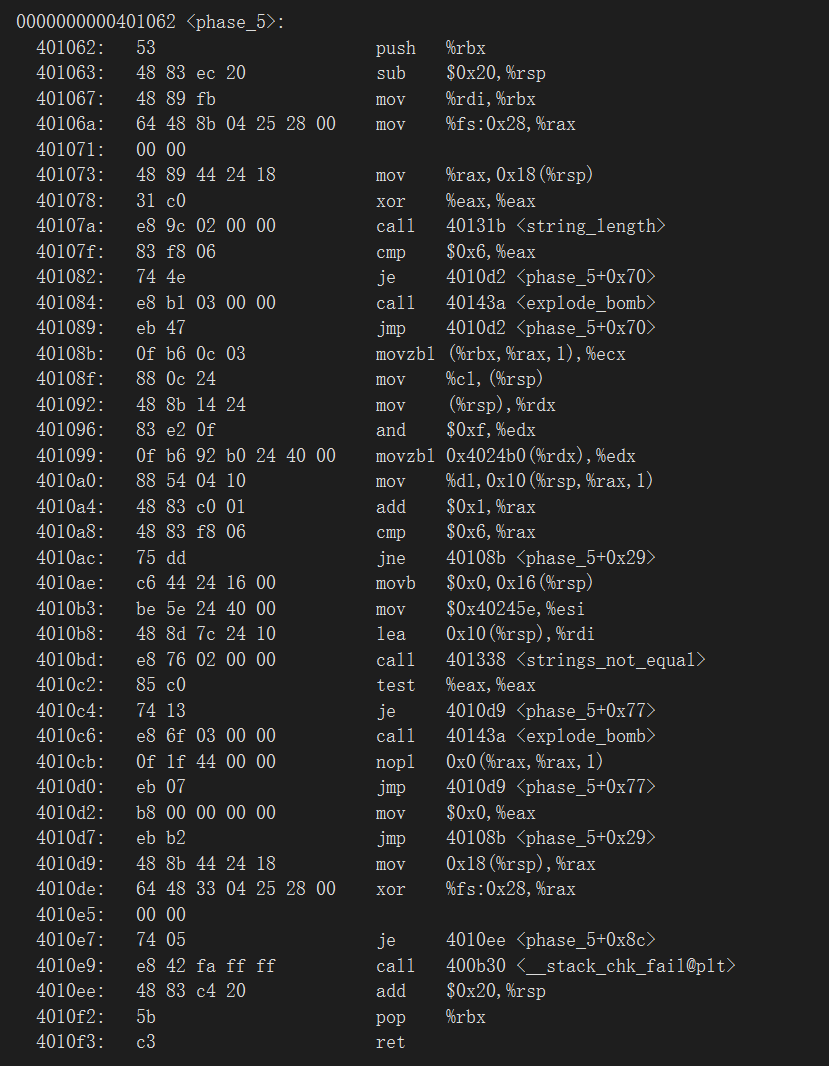 0000000000401062 <phase_5>:
  401062:   53                      push   %rbx
  401063:   48 83 ec 20             sub    $0x20,%rsp
  401067:   48 89 fb                mov    %rdi,%rbx
  40106a:   64 48 8b 04 25 28 00    mov    %fs:0x28,%rax
  401071:   00 00
  401073:   48 89 44 24 18          mov    %rax,0x18(%rsp)
  401078:   31 c0                   xor    %eax,%eax
  40107a:   e8 9c 02 00 00          call   40131b <string_length>
  40107f:   83 f8 06                cmp    $0x6,%eax
  401082:   74 4e                   je     4010d2 <phase_5+0x70>
  401084:   e8 b1 03 00 00          call   40143a <explode_bomb>
  401089:   eb 47                   jmp    4010d2 <phase_5+0x70>
  40108b:   0f b6 0c 03             movzbl (%rbx,%rax,1),%ecx
  40108f:   88 0c 24                mov    %cl,(%rsp)
  401092:   48 8b 14 24             mov    (%rsp),%rdx
  401096:   83 e2 0f                and    $0xf,%edx
  401099:   0f b6 92 b0 24 40 00    movzbl 0x4024b0(%rdx),%edx
  4010a0:   88 54 04 10             mov    %dl,0x10(%rsp,%rax,1)
  4010a4:   48 83 c0 01             add    $0x1,%rax
  4010a8:   48 83 f8 06             cmp    $0x6,%rax
  4010ac:   75 dd                   jne    40108b <phase_5+0x29>
  4010ae:   c6 44 24 16 00          movb   $0x0,0x16(%rsp)
  4010b3:   be 5e 24 40 00          mov    $0x40245e,%esi
  4010b8:   48 8d 7c 24 10          lea    0x10(%rsp),%rdi
  4010bd:   e8 76 02 00 00          call   401338 <strings_not_equal>
  4010c2:   85 c0                   test   %eax,%eax
  4010c4:   74 13                   je     4010d9 <phase_5+0x77>
  4010c6:   e8 6f 03 00 00          call   40143a <explode_bomb>
  4010cb:   0f 1f 44 00 00          nopl   0x0(%rax,%rax,1)
  4010d0:   eb 07                   jmp    4010d9 <phase_5+0x77>
  4010d2:   b8 00 00 00 00          mov    $0x0,%eax
  4010d7:   eb b2                   jmp    40108b <phase_5+0x29>
  4010d9:   48 8b 44 24 18          mov    0x18(%rsp),%rax
  4010de:   64 48 33 04 25 28 00    xor    %fs:0x28,%rax
  4010e5:   00 00
  4010e7:   74 05                   je     4010ee <phase_5+0x8c>
  4010e9:   e8 42 fa ff ff          call   400b30 <__stack_chk_fail@plt>
  4010ee:   48 83 c4 20             add    $0x20,%rsp
  4010f2:   5b                      pop    %rbx
  4010f3:   c3                      ret